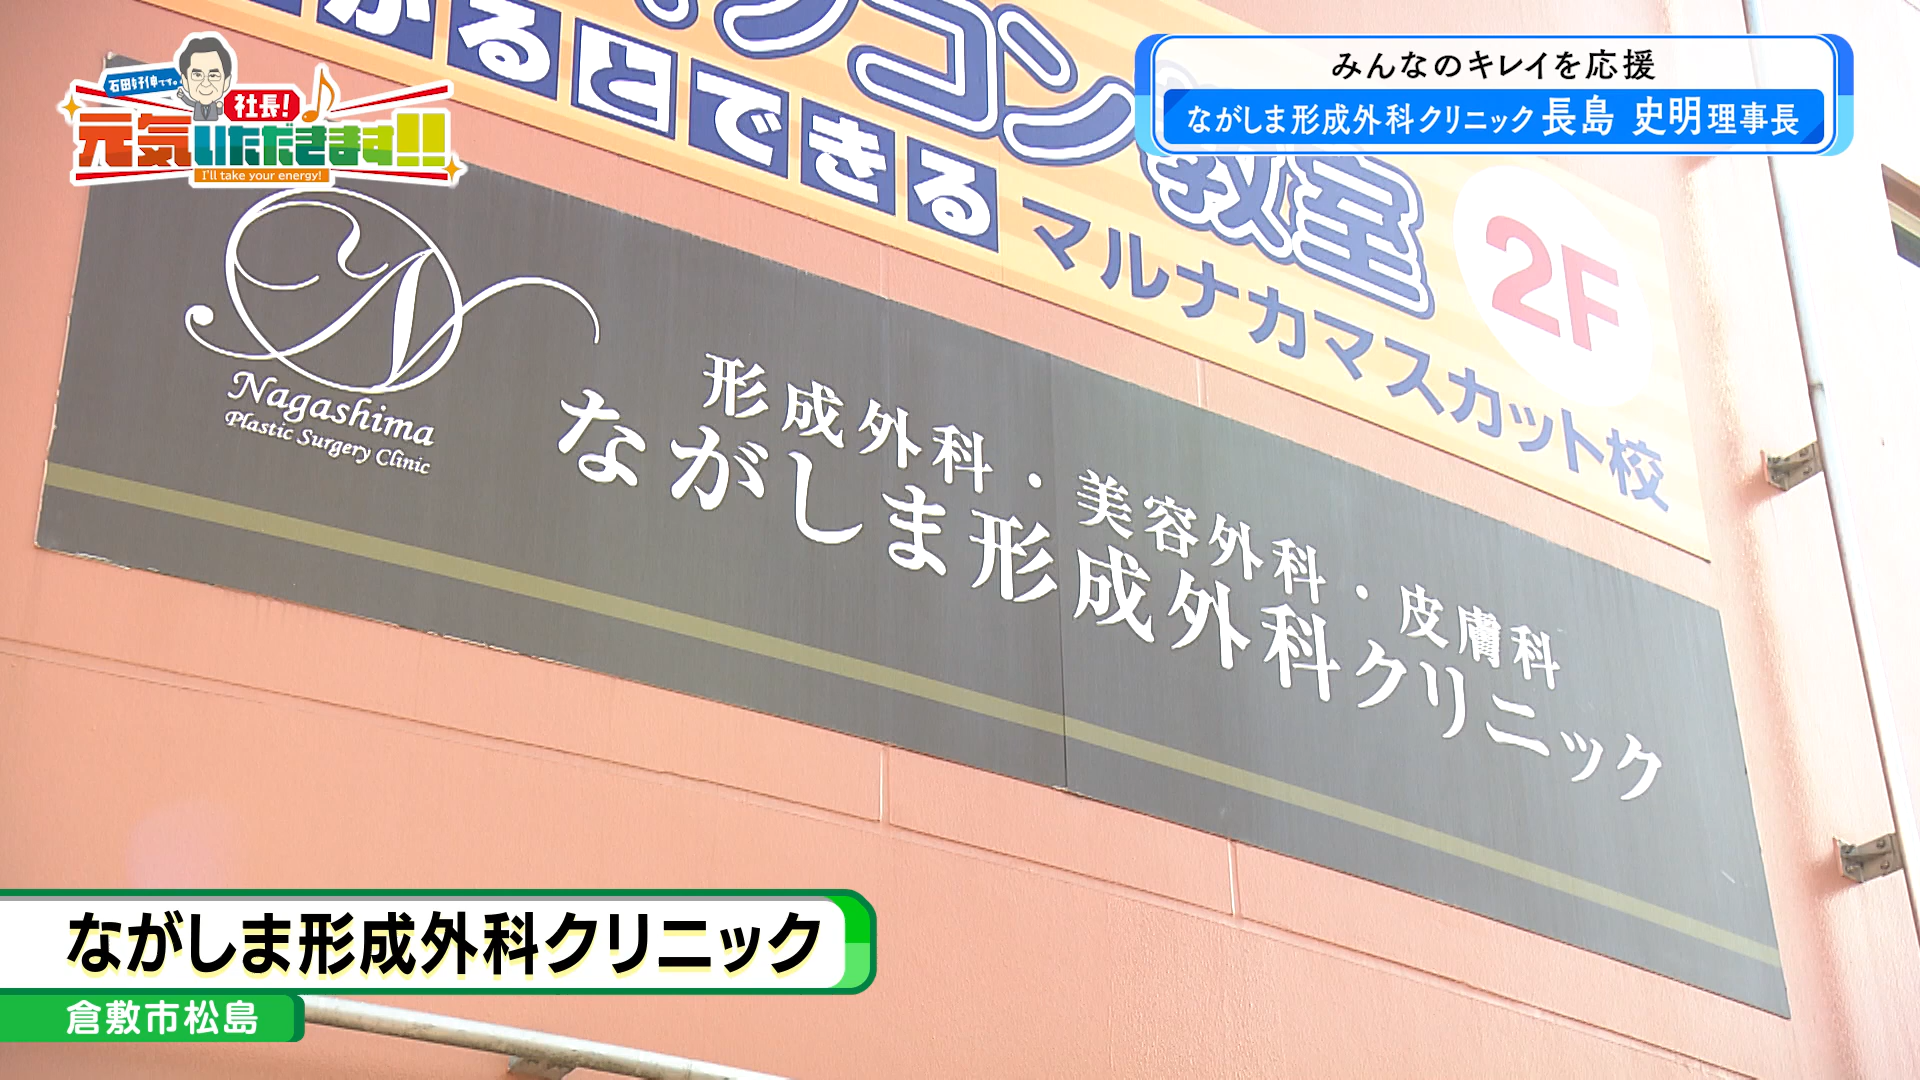 石田好伸です。
社長!
元気いただきます!!
I'll take your energy!
みんなのキレイを応援
ながしま形成外科クリニック 長島 史明 理事長
ソコン教室
がるとできる
マルナカマスカット校
2F
Nagashima
Plastic Surgery Clinic
形成外科・美容外科・皮膚科
ながしま形成外科クリニック
ながしま形成外科クリニック
倉敷市松島